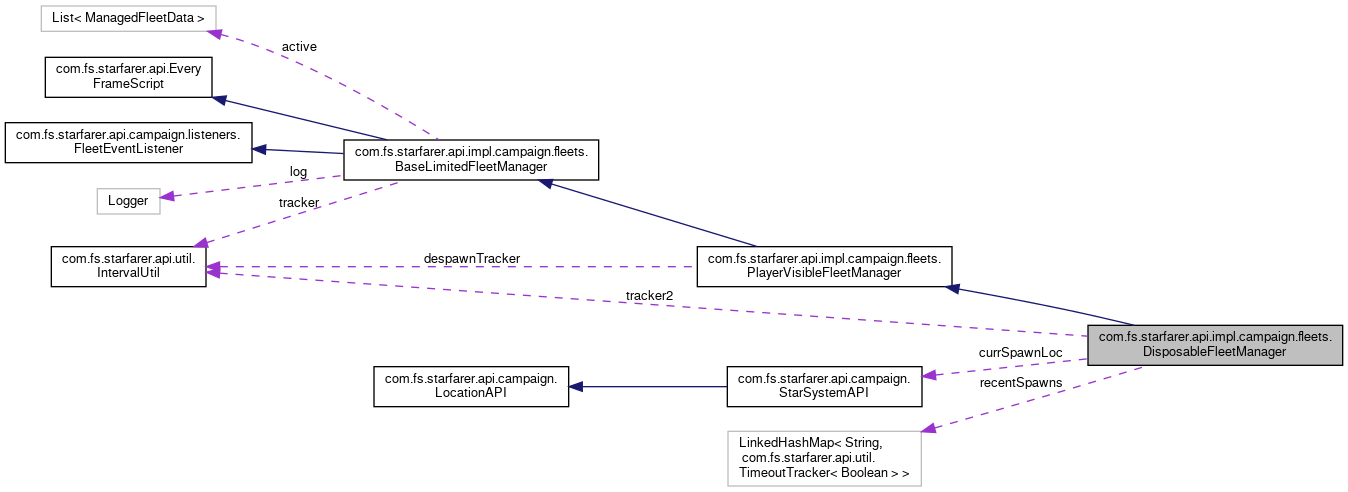 List< ManagedFleetData >
active
com.fs.starfarer.api.Every
FrameScript
com.fs.starfarer.api.campaign.listeners.
FleetEventListener
com.fs.starfarer.api.impl.campaign.fleets.
BaseLimitedFleetManager
log
Logger
tracker
com.fs.starfarer.api.util.
IntervalUtil
despawnTracker
com.fs.starfarer.api.impl.campaign.fleets.
PlayerVisibleFleetManager
tracker2
com.fs.starfarer.api.impl.campaign.fleets.
DisposableFleetManager
currSpawnLoc
com.fs.starfarer.api.campaign.
LocationAPI
com.fs.starfarer.api.campaign.
StarSystemAPI
recentSpawns
LinkedHashMap< String,
com.fs.starfarer.api.util.
TimeoutTracker< Boolean > >